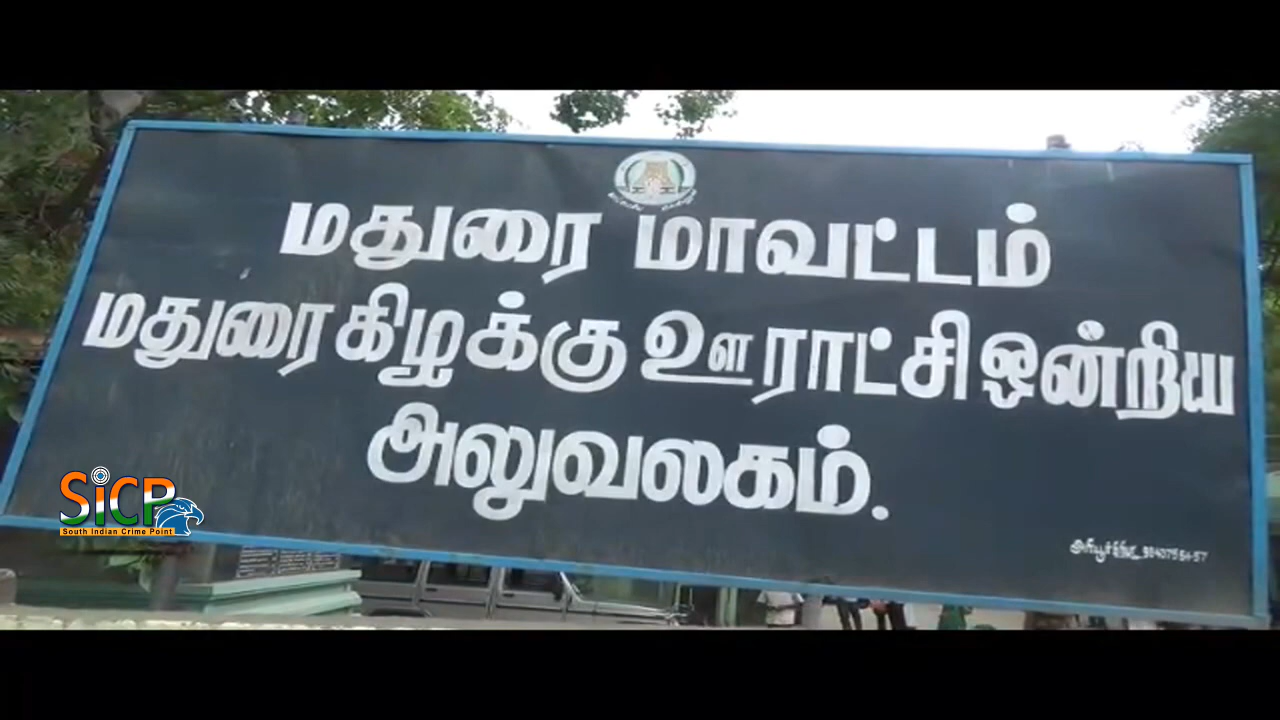 மதுரை மாவட்டம்
மதுரை கிழக்கு ஊராட்சி ஒன்றிய
அலுவலகம்.
SiCP
South Indian Crime Point